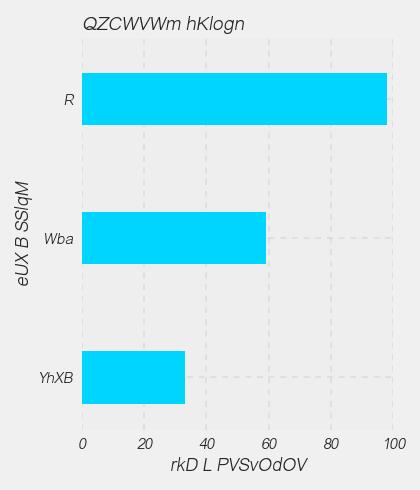 QZCWVWm hKlogn
R
Wba
YhXB
eUX B SSlqM
0 20 40 60 80 100
rkD L PVSvOdOV